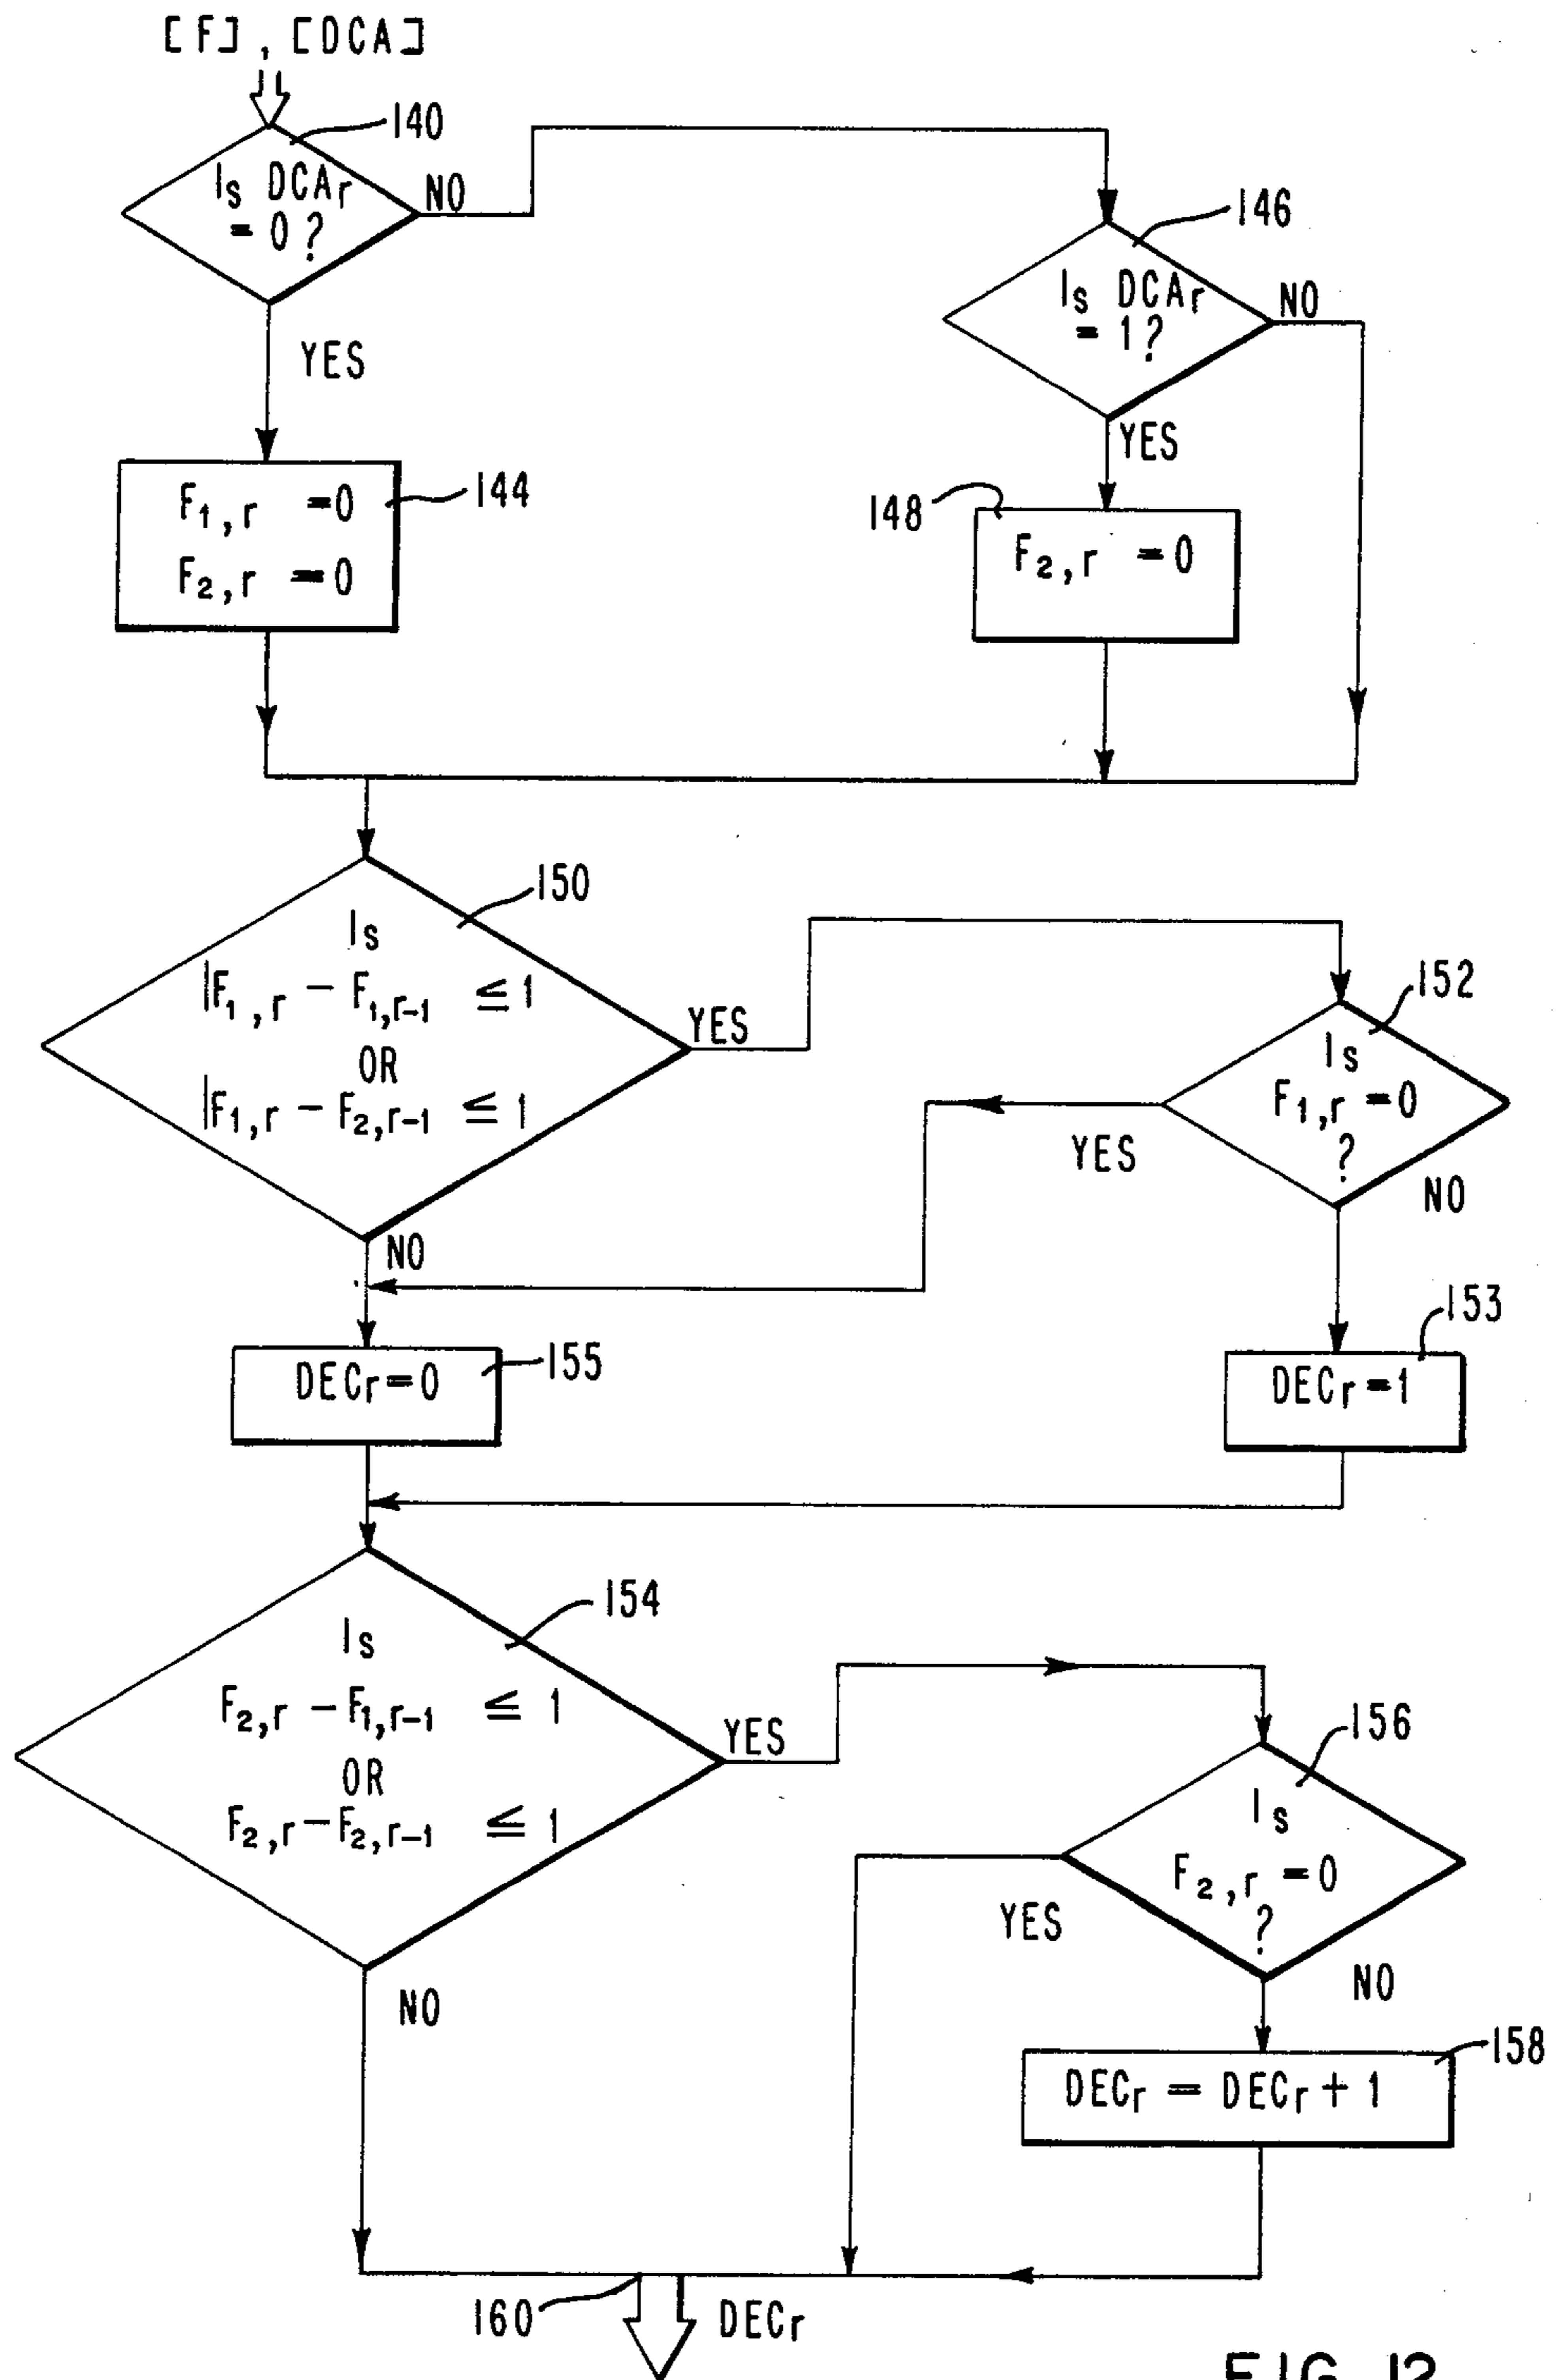 [F], [DCA]
140
Is DCAr
= 0 ?
NO
YES
146
Is DCAr
= 1 ?
NO
YES
F1,r =0
F2,r =0
144
148
F2,r =0
150
Is
|F1,r - F1,r-1 ≦ 1
OR
|F1,r - F2,r-1 ≦ 1
YES
NO
152
Is
F1,r =0
?
YES
NO
153
DECr=1
155
DECr=0
154
Is
F2,r - F1,r-1 ≦ 1
OR
F2,r - F2,r-1 ≦ 1
YES
NO
156
Is
F2,r =0
?
YES
NO
158
DECr = DECr + 1
160
DECr